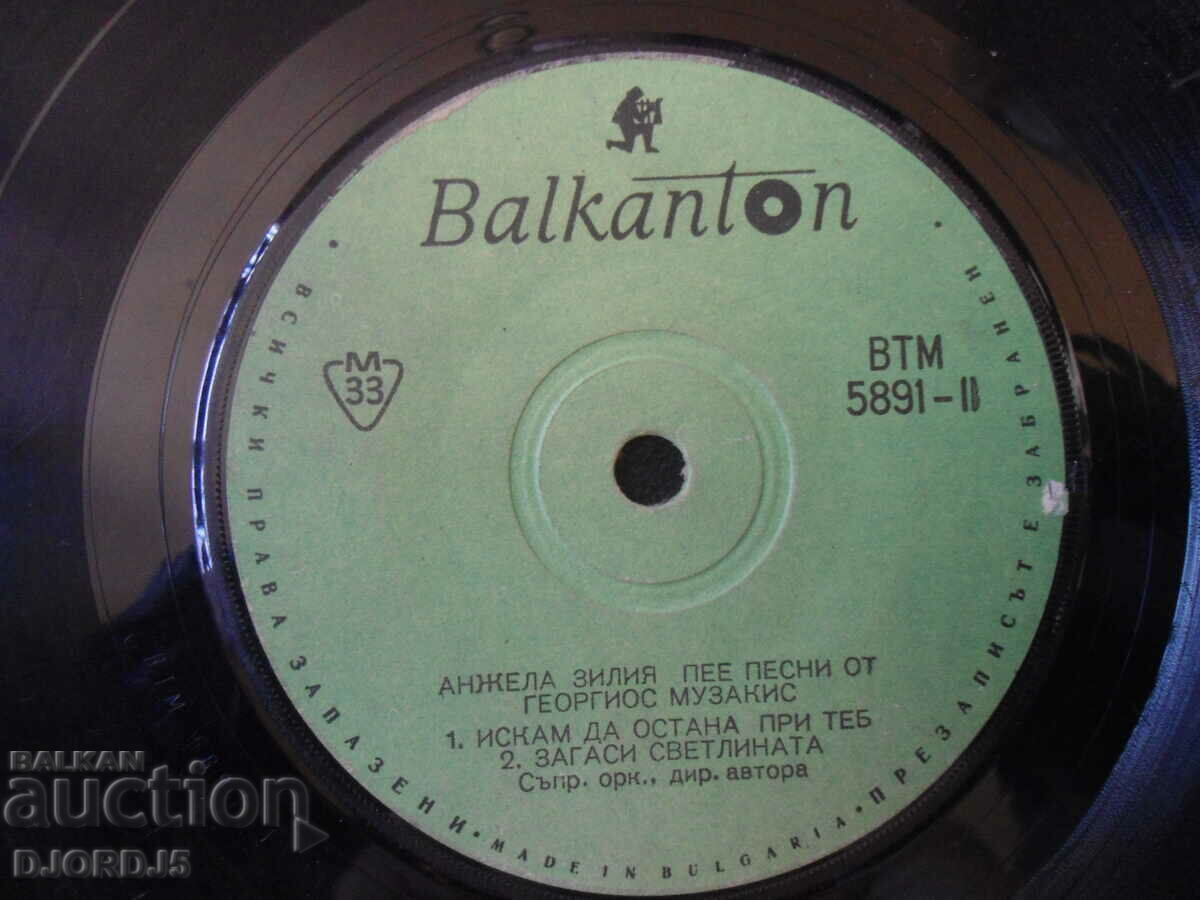 Balkanton
M
33
BTM
5891-II
АНЖЕЛА ЗИЛИЯ ПЕЕ ПЕСНИ ОТ
ГЕОРГИОС МУЗАКИС
1. ИСКАМ ДА ОСТАНА ПРИ ТЕБ
2. ЗАГАСИ СВЕТЛИНАТА
Съпр. орк., дир. автора
• ВСИЧКИ ПРАВА ЗАПАЗЕНИ • MADE IN BULGARIA • ПРЕЗАПИСЪТ Е ЗАБРАНЕН •
BALKAN
auction
DJORDJ5